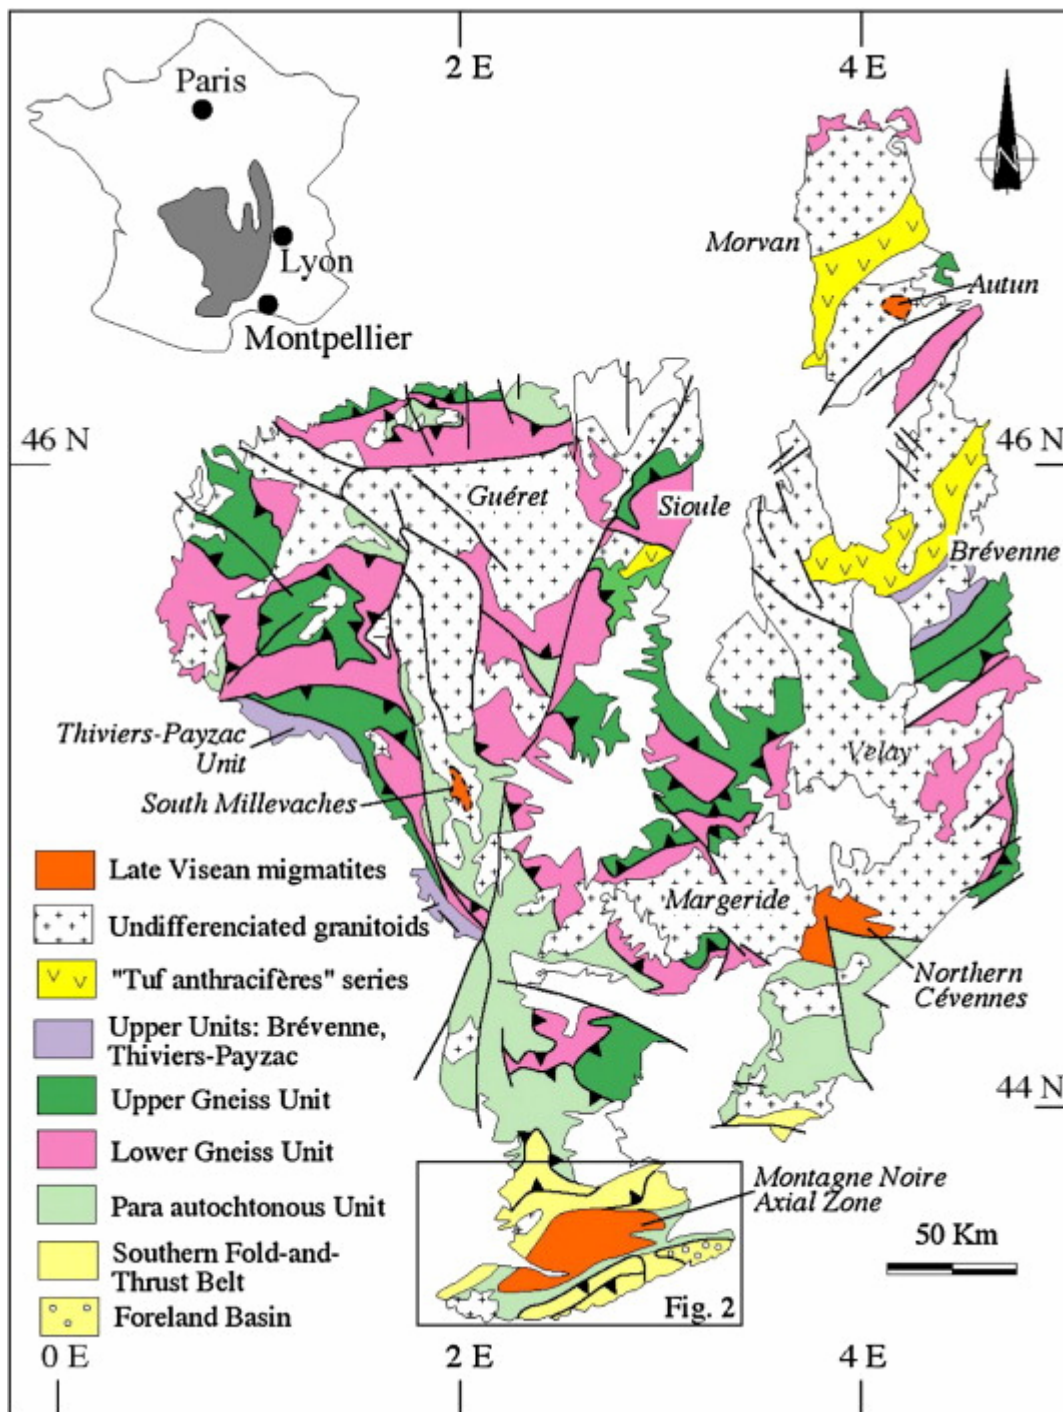 2 E
4 E
Paris
Lyon
Montpellier
N
Morvan
Autun
46 N
46 N
Guéret
Sioule
Brévenne
Thiviers-Payzac
Unit
Velay
South Millevaches
Margeride
Northern
Cévennes
Late Visean migmatites
Undifferenciated granitoids
"Tuf anthracifères" series
Upper Units: Brévenne,
Thiviers-Payzac
Upper Gneiss Unit
44 N
Lower Gneiss Unit
Montagne Noire
Axial Zone
Para autochtonous Unit
50 Km
Southern Fold-and-
Thrust Belt
Fig. 2
Foreland Basin
0 E
2 E
4 E